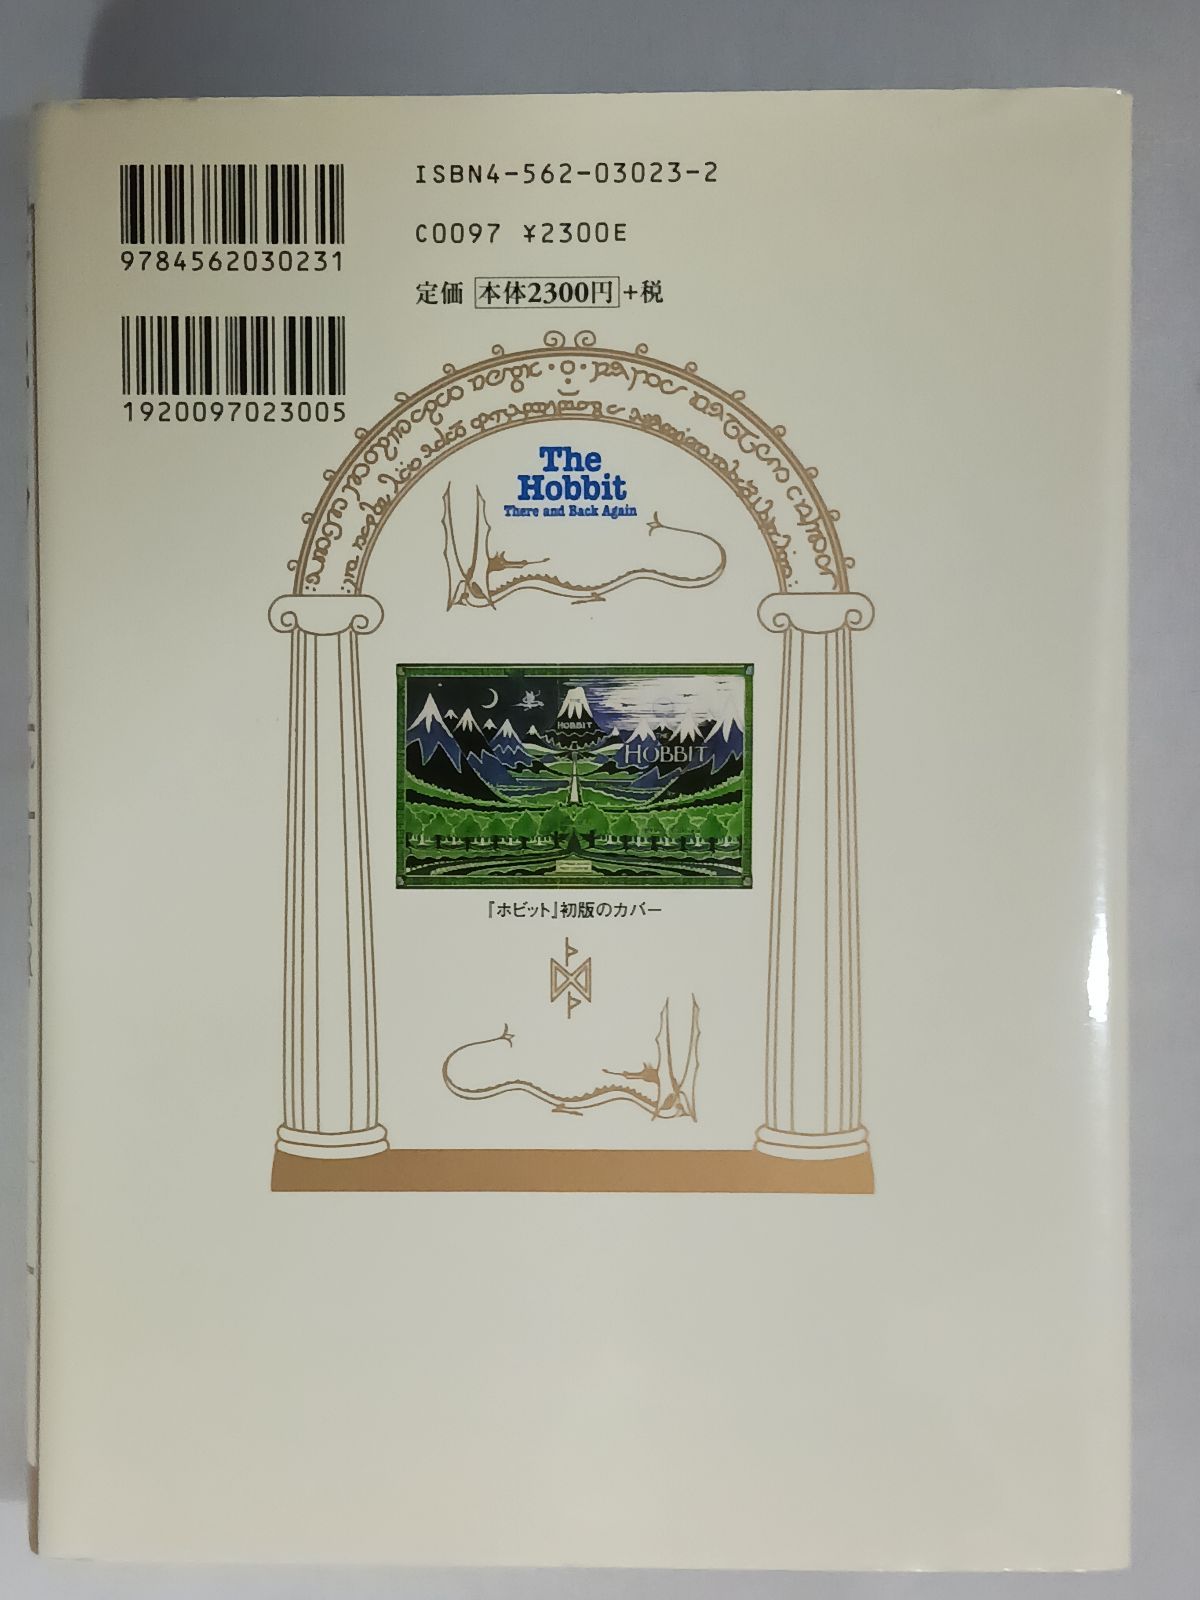 ISBN4-562-03023-2
C0097 ¥2300E
定価 本体2300円+税
9784562030231
1920097023005
The
Hobbit
There and Back Again
HOBBIT
THE
HOBBIT
『ホビット』初版のカバー